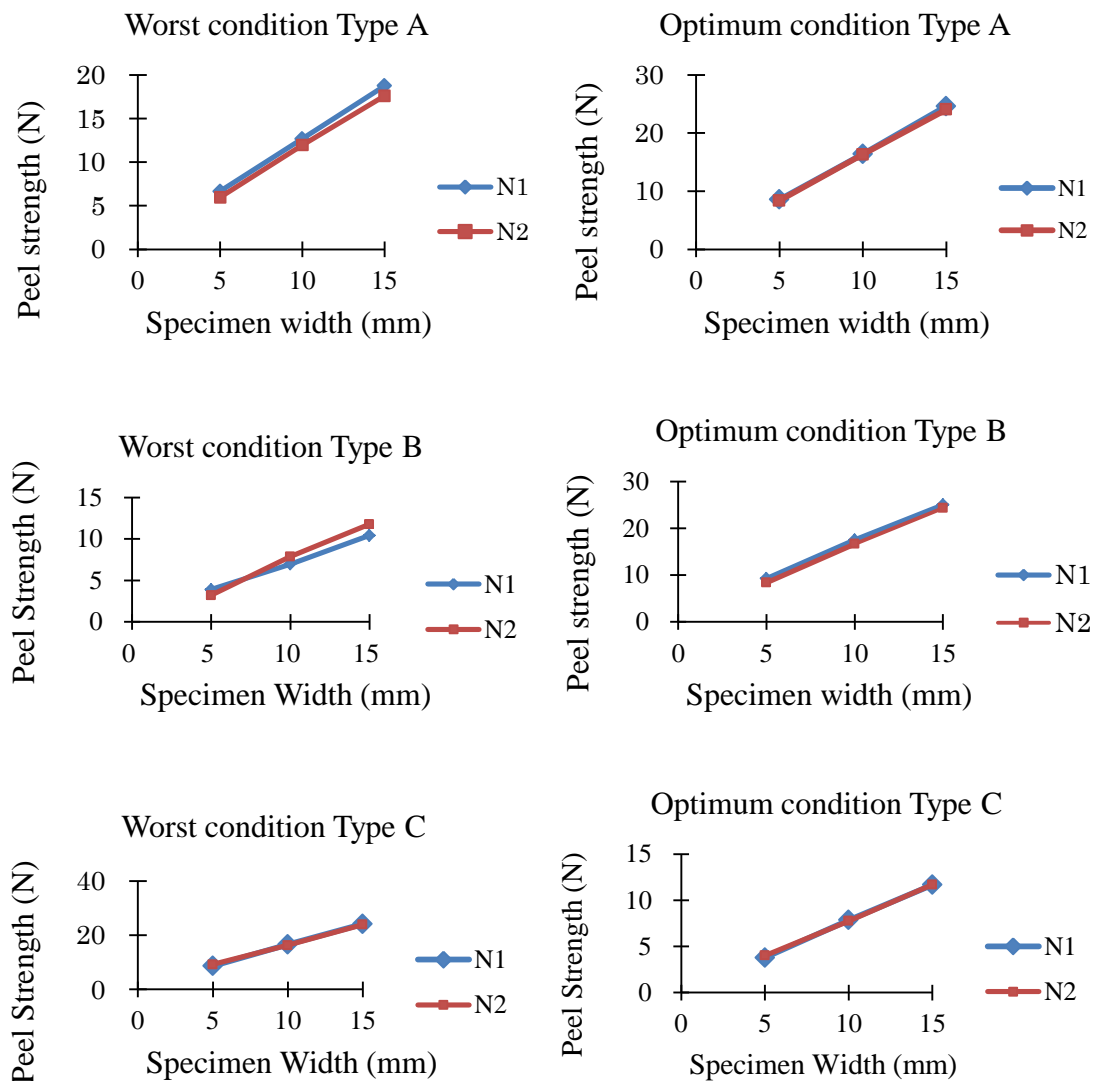 Worst condition Type A
Peel strength (N)
20
15
10
5
0
0 5 10 15
Specimen width (mm)
N1
N2
Optimum condition Type A
Peel strength (N)
30
20
10
0
0 5 10 15
Specimen width (mm)
N1
N2
Worst condition Type B
Peel Strength (N)
15
10
5
0
0 5 10 15
Specimen Width (mm)
N1
N2
Optimum condition Type B
Peel strength (N)
30
20
10
0
0 5 10 15
Specimen width (mm)
N1
N2
Worst condition Type C
Peel Strength (N)
40
20
0
0 5 10 15
Specimen Width (mm)
N1
N2
Optimum condition Type C
Peel Strength (N)
15
10
5
0
0 5 10 15
Specimen Width (mm)
N1
N2